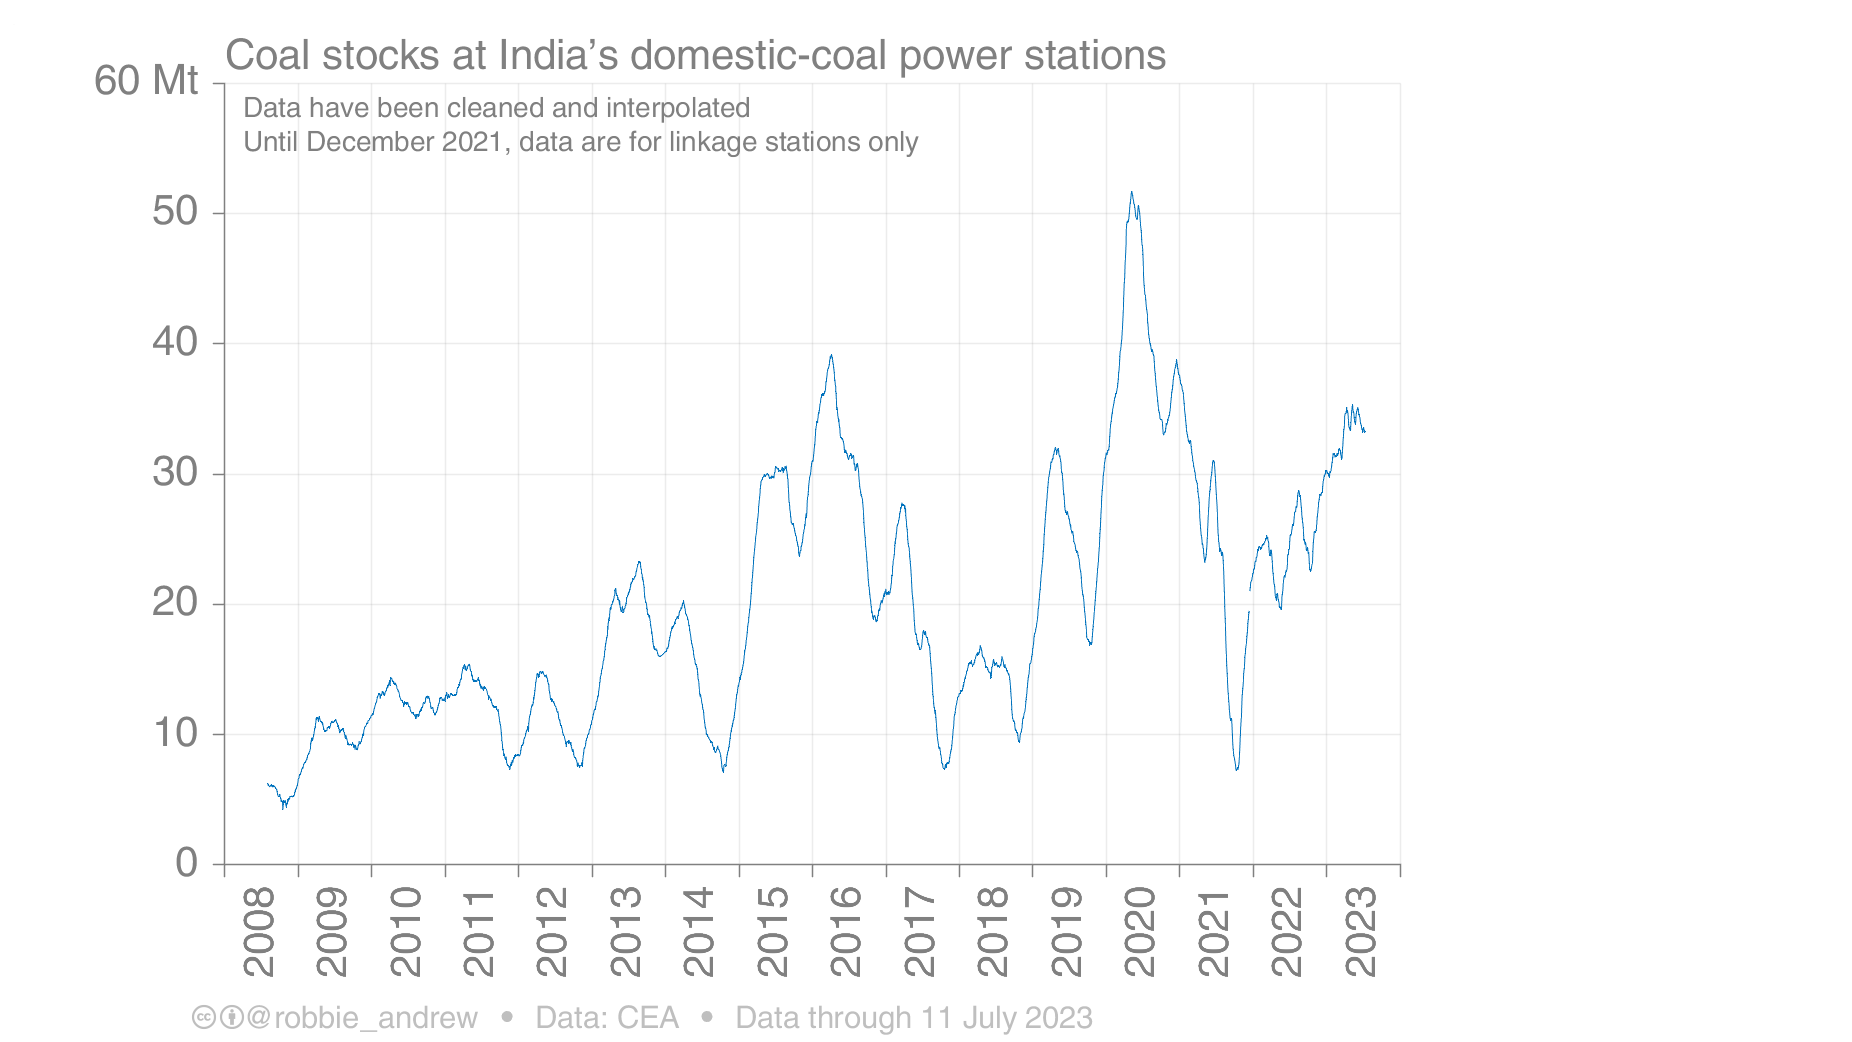 Coal stocks at India’s domestic-coal power stations
60 Mt
Data have been cleaned and interpolated
Until December 2021, data are for linkage stations only
50
40
30
20
10
0
2008 2009 2010 2011 2012 2013 2014 2015 2016 2017 2018 2019 2020 2021 2022 2023
cc @robbie_andrew • Data: CEA • Data through 11 July 2023